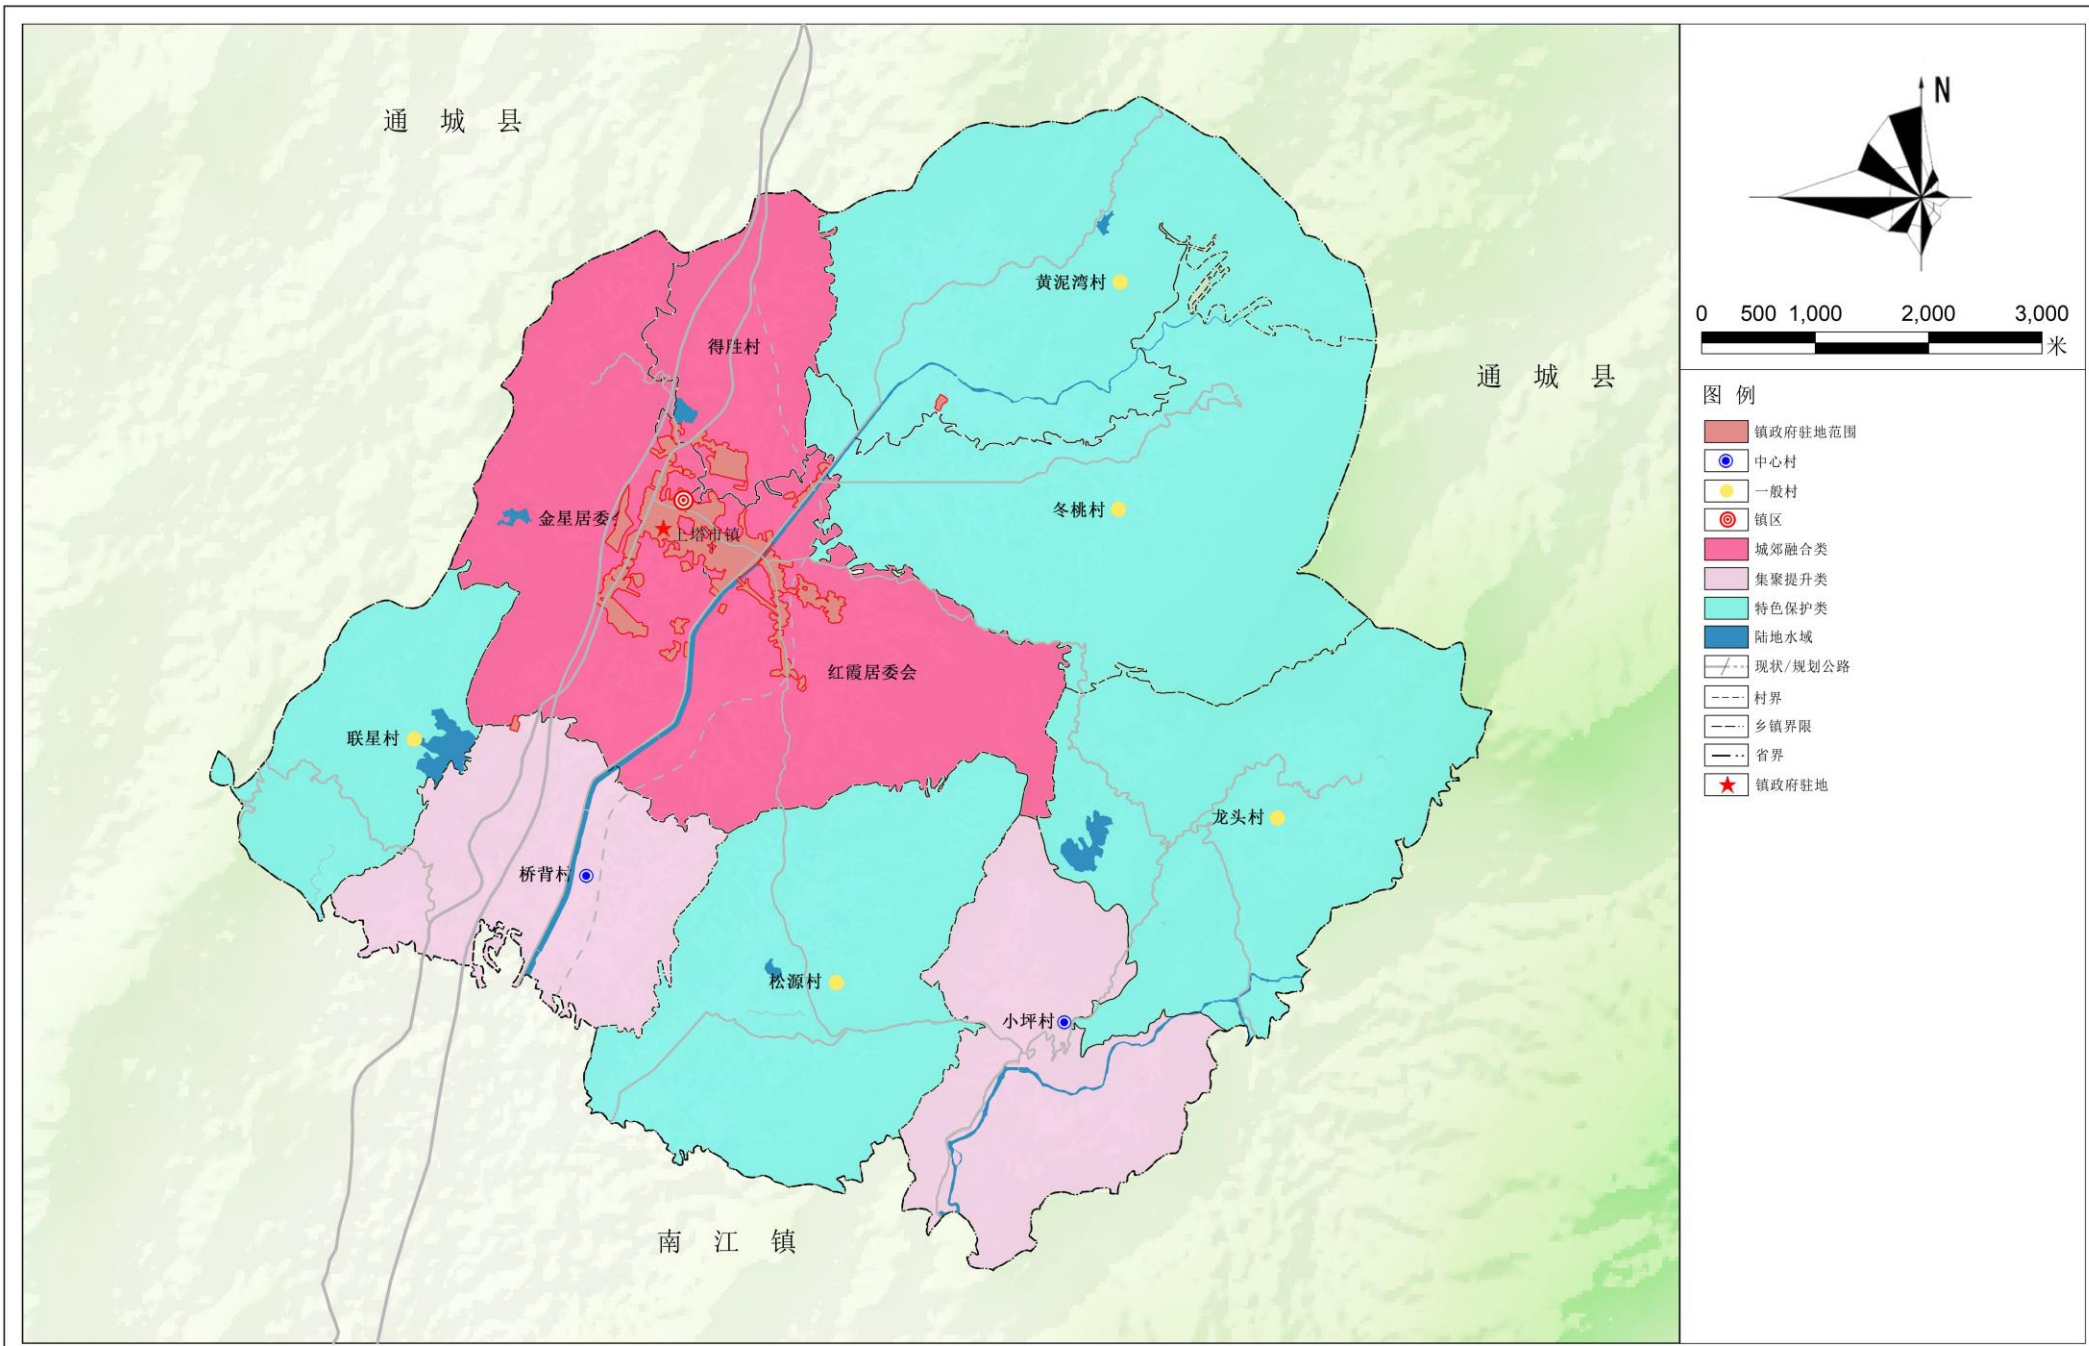 通城县
N
0 500 1,000 2,000 3,000
米
黄泥湾村
得胜村
通城县
图例
镇政府驻地范围
中心村
一般村
镇区
城郊融合类
集聚提升类
特色保护类
陆地水域
现状/规划公路
村界
乡镇界限
省界
镇政府驻地
冬桃村
金星居委会
上塔市镇
红霞居委会
联星村
龙头村
桥背村
松源村
小坪村
南江镇